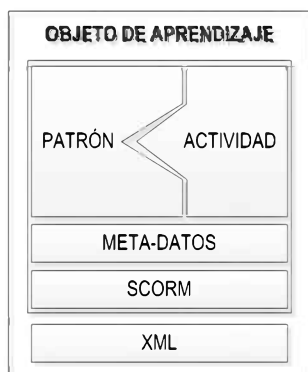 OBJETO DE APRENDIZAJE
PATRÓN ACTIVIDAD
META-DATOS
SCORM
XML